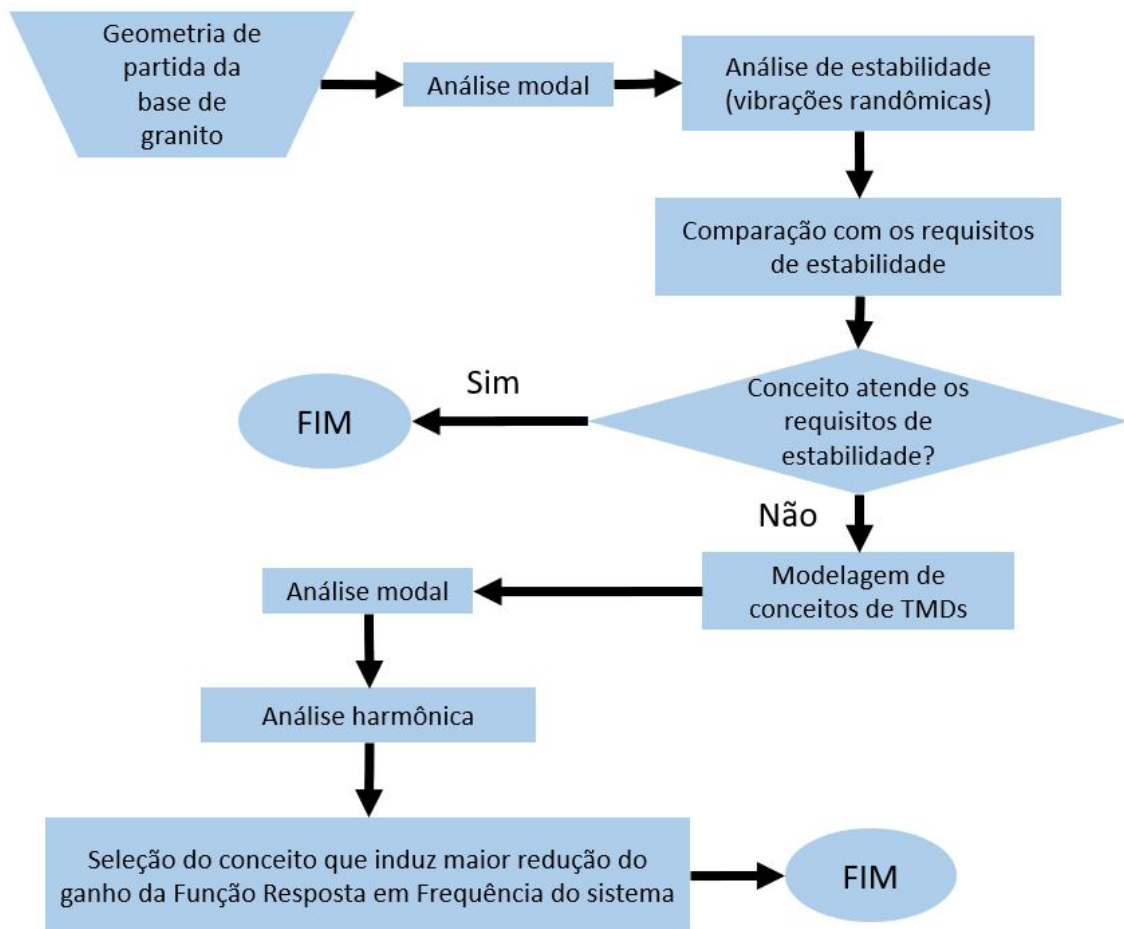 Geometria de
partida da
base de
granito
Análise modal
Análise de estabilidade
(vibrações randômicas)
Comparação com os requisitos
de estabilidade
Conceito atende os
requisitos de
estabilidade?
Sim
FIM
Não
Modelagem de
conceitos de TMDs
Análise modal
Análise harmônica
Seleção do conceito que induz maior redução do
ganho da Função Resposta em Frequência do sistema
FIM